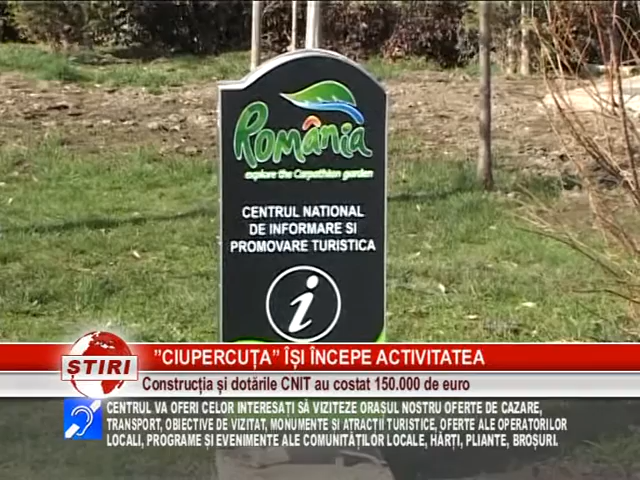 România
explore the Carpathian garden
CENTRUL NATIONAL
DE INFORMARE SI
PROMOVARE TURISTICA
i
ȘTIRI
”CIUPERCUȚA” ÎȘI ÎNCEPE ACTIVITATEA
Construcția și dotările CNIT au costat 150.000 de euro
CENTRUL VA OFERI CELOR INTERESAȚI SĂ VIZITEZE ORAȘUL NOSTRU OFERTE DE CAZARE,
TRANSPORT, OBIECTIVE DE VIZITAT, MONUMENTE ȘI ATRACȚII TURISTICE, OFERTE ALE OPERATORILOR
LOCALI, PROGRAME ȘI EVENIMENTE ALE COMUNITĂȚILOR LOCALE, HĂRȚI, PLIANTE, BROȘURI.